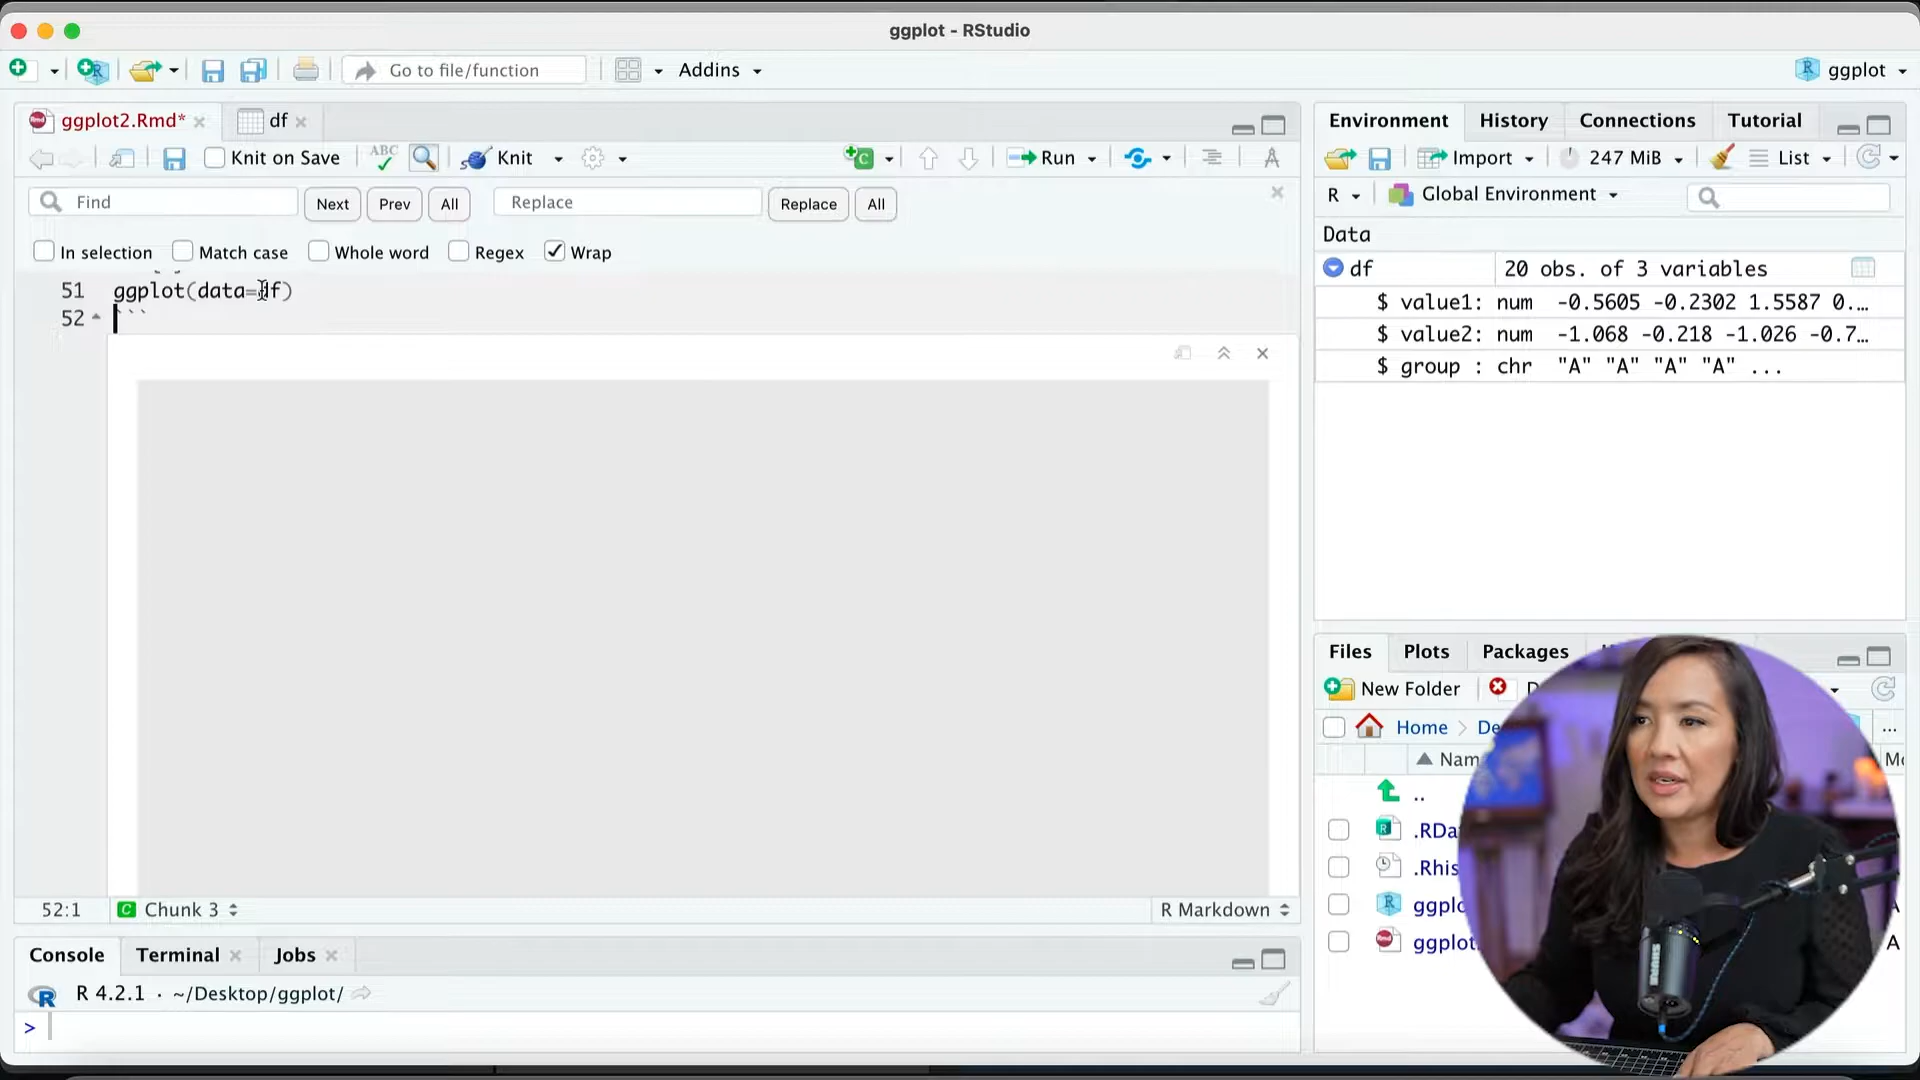 ggplot - RStudio
Go to file/function
Addins
ggplot
ggplot2.Rmd*
df
Knit on Save
ABC
Knit
Run
Find
Next
Prev
All
Replace
Replace
All
In selection
Match case
Whole word
Regex
Wrap
51 ggplot(data=df)
52 ```
52:1
Chunk 3
R Markdown
Console
Terminal
Jobs
R 4.2.1 · ~/Desktop/ggplot/
>
Environment
History
Connections
Tutorial
Import
247 MiB
List
R
Global Environment
Data
df 20 obs. of 3 variables
$ value1: num -0.5605 -0.2302 1.5587 0.…
$ value2: num -1.068 -0.218 -1.026 -0.7…
$ group : chr "A" "A" "A" "A" ...
Files
Plots
Packages
New Folder
Home
..
SHURE